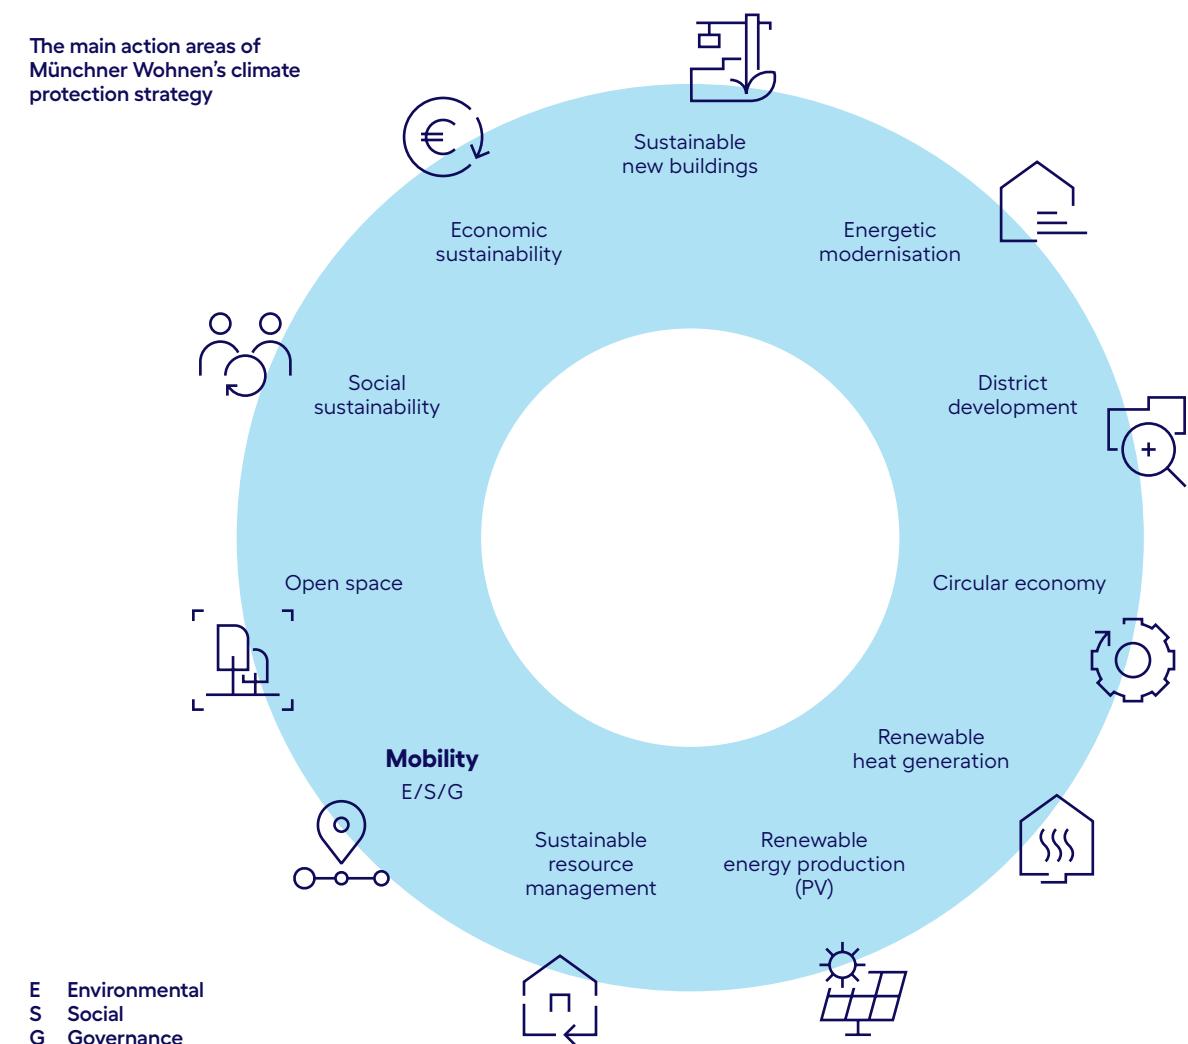 The main action areas of
Münchner Wohnen’s climate
protection strategy
Sustainable
new buildings
Energetic
modernisation
District
development
Circular economy
Renewable
heat generation
Renewable
energy production
(PV)
Sustainable
resource
management
Mobility
E/S/G
Open space
Social
sustainability
Economic
sustainability
€
E Environmental
S Social
G Governance